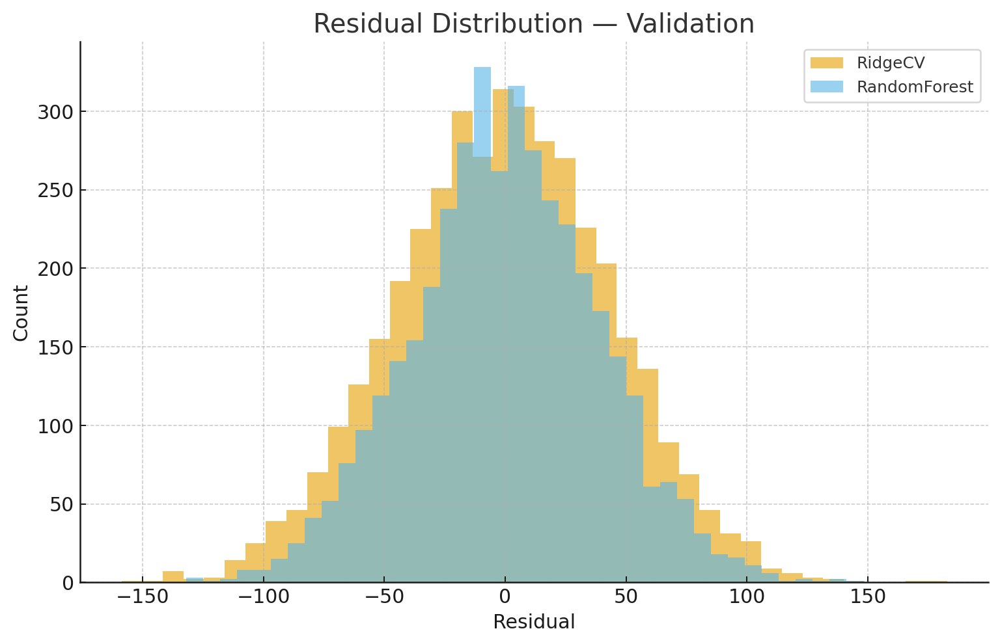 Residual Distribution — Validation
RidgeCV
RandomForest
300
250
200
150
100
50
0
Count
−150
−100
−50
0
50
100
150
Residual